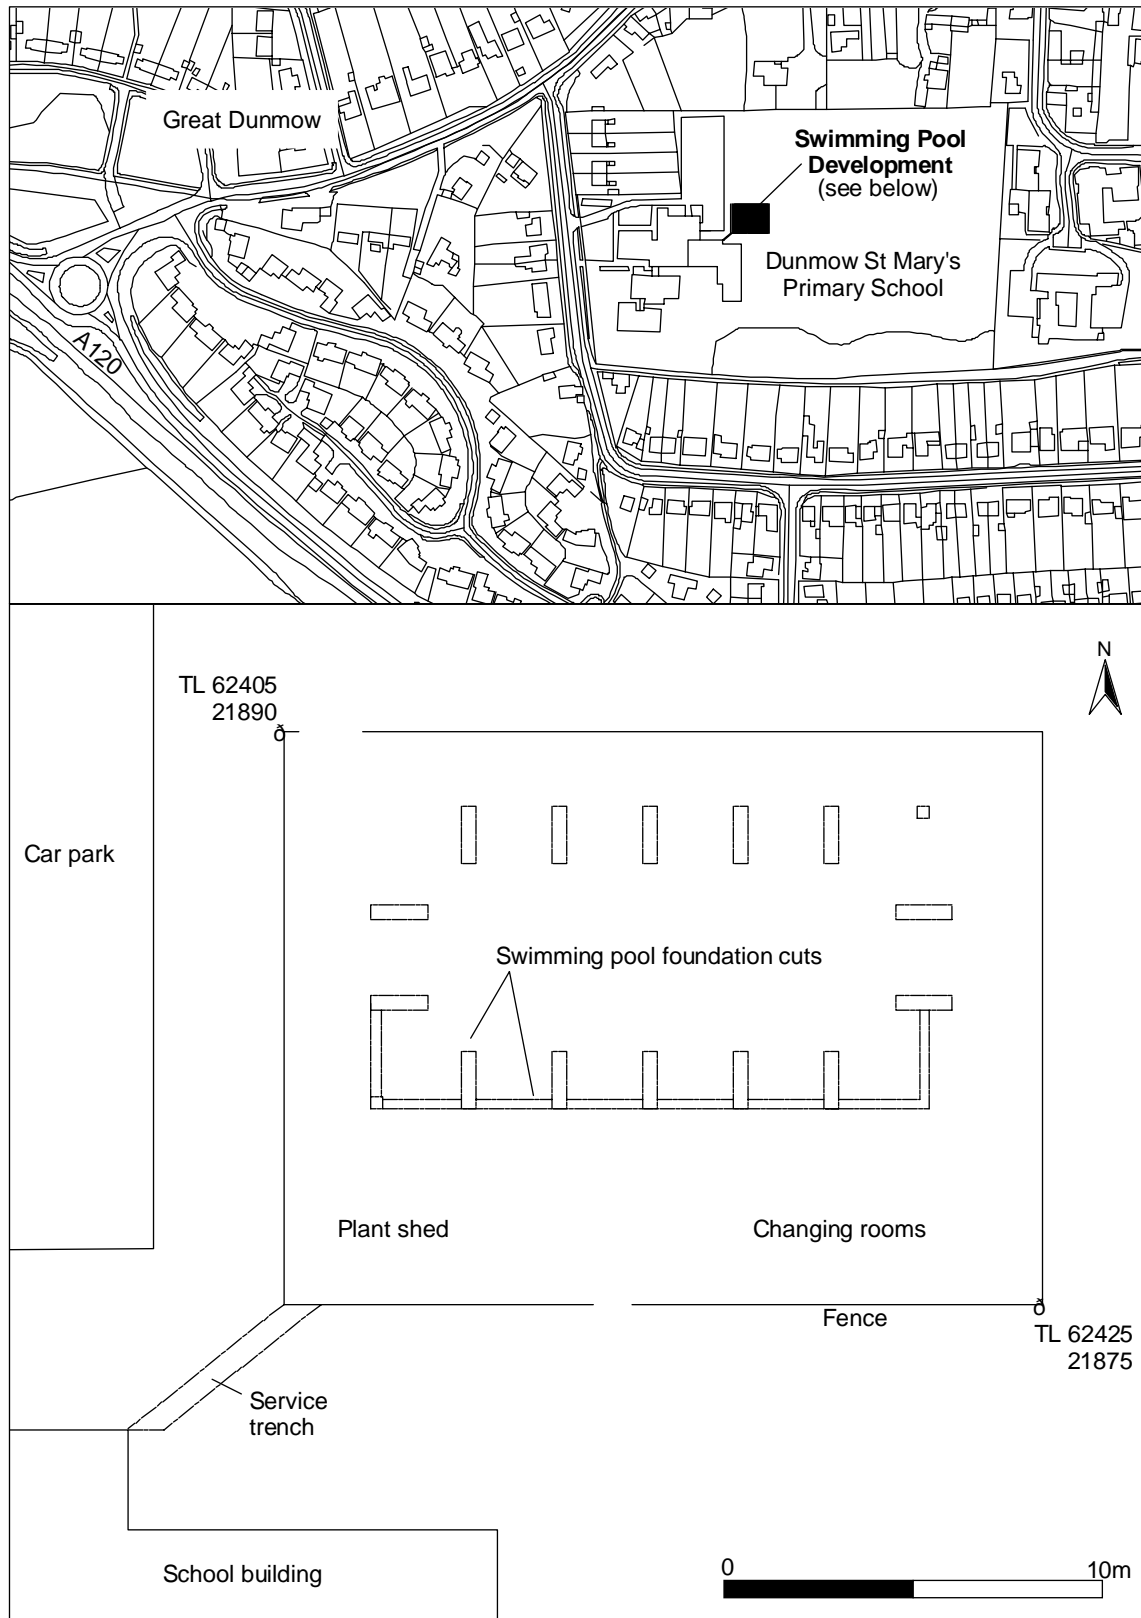 Great Dunmow
Swimming Pool
Development
(see below)
Dunmow St Mary's
Primary School
A120
N
TL 62405
21890
ð
Car park
Swimming pool foundation cuts
Plant shed
Changing rooms
ð
Fence
TL 62425
21875
Service
trench
School building
0
10m